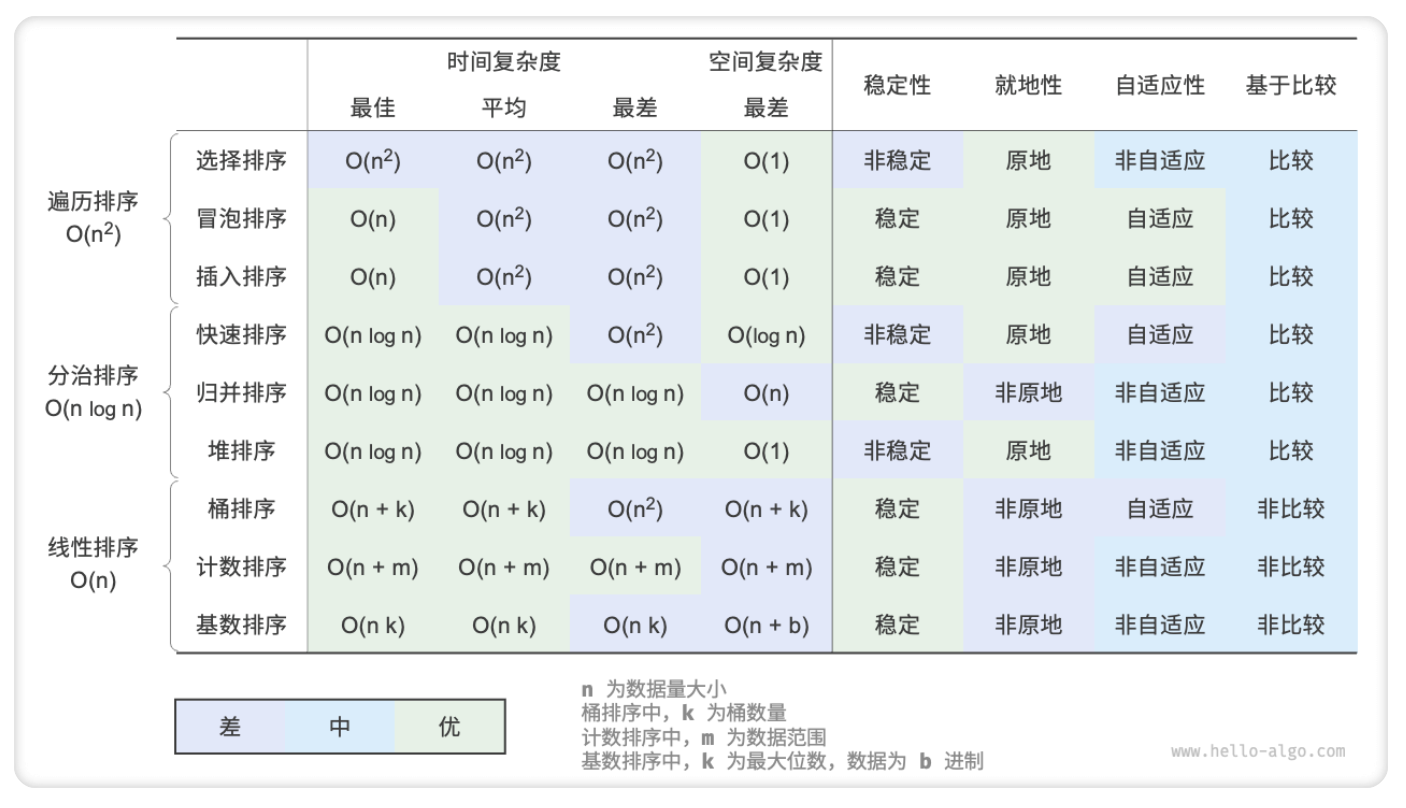 时间复杂度 空间复杂度 稳定性 就地性 自适应性 基于比较
最佳 平均 最差 最差
遍历排序
O(n²)
选择排序 O(n²) O(n²) O(n²) O(1) 非稳定 原地 非自适应 比较
冒泡排序 O(n) O(n²) O(n²) O(1) 稳定 原地 自适应 比较
插入排序 O(n) O(n²) O(n²) O(1) 稳定 原地 自适应 比较
分治排序
O(n log n)
快速排序 O(n log n) O(n log n) O(n²) O(log n) 非稳定 原地 自适应 比较
归并排序 O(n log n) O(n log n) O(n log n) O(n) 稳定 非原地 非自适应 比较
堆排序 O(n log n) O(n log n) O(n log n) O(1) 非稳定 原地 非自适应 比较
线性排序
O(n)
桶排序 O(n + k) O(n + k) O(n²) O(n + k) 稳定 非原地 自适应 非比较
计数排序 O(n + m) O(n + m) O(n + m) O(n + m) 稳定 非原地 非自适应 非比较
基数排序 O(n k) O(n k) O(n k) O(n + b) 稳定 非原地 非自适应 非比较
差 中 优
n 为数据量大小
桶排序中，k 为桶数量
计数排序中，m 为数据范围
基数排序中，k 为最大位数，数据为 b 进制
www.hello-algo.com